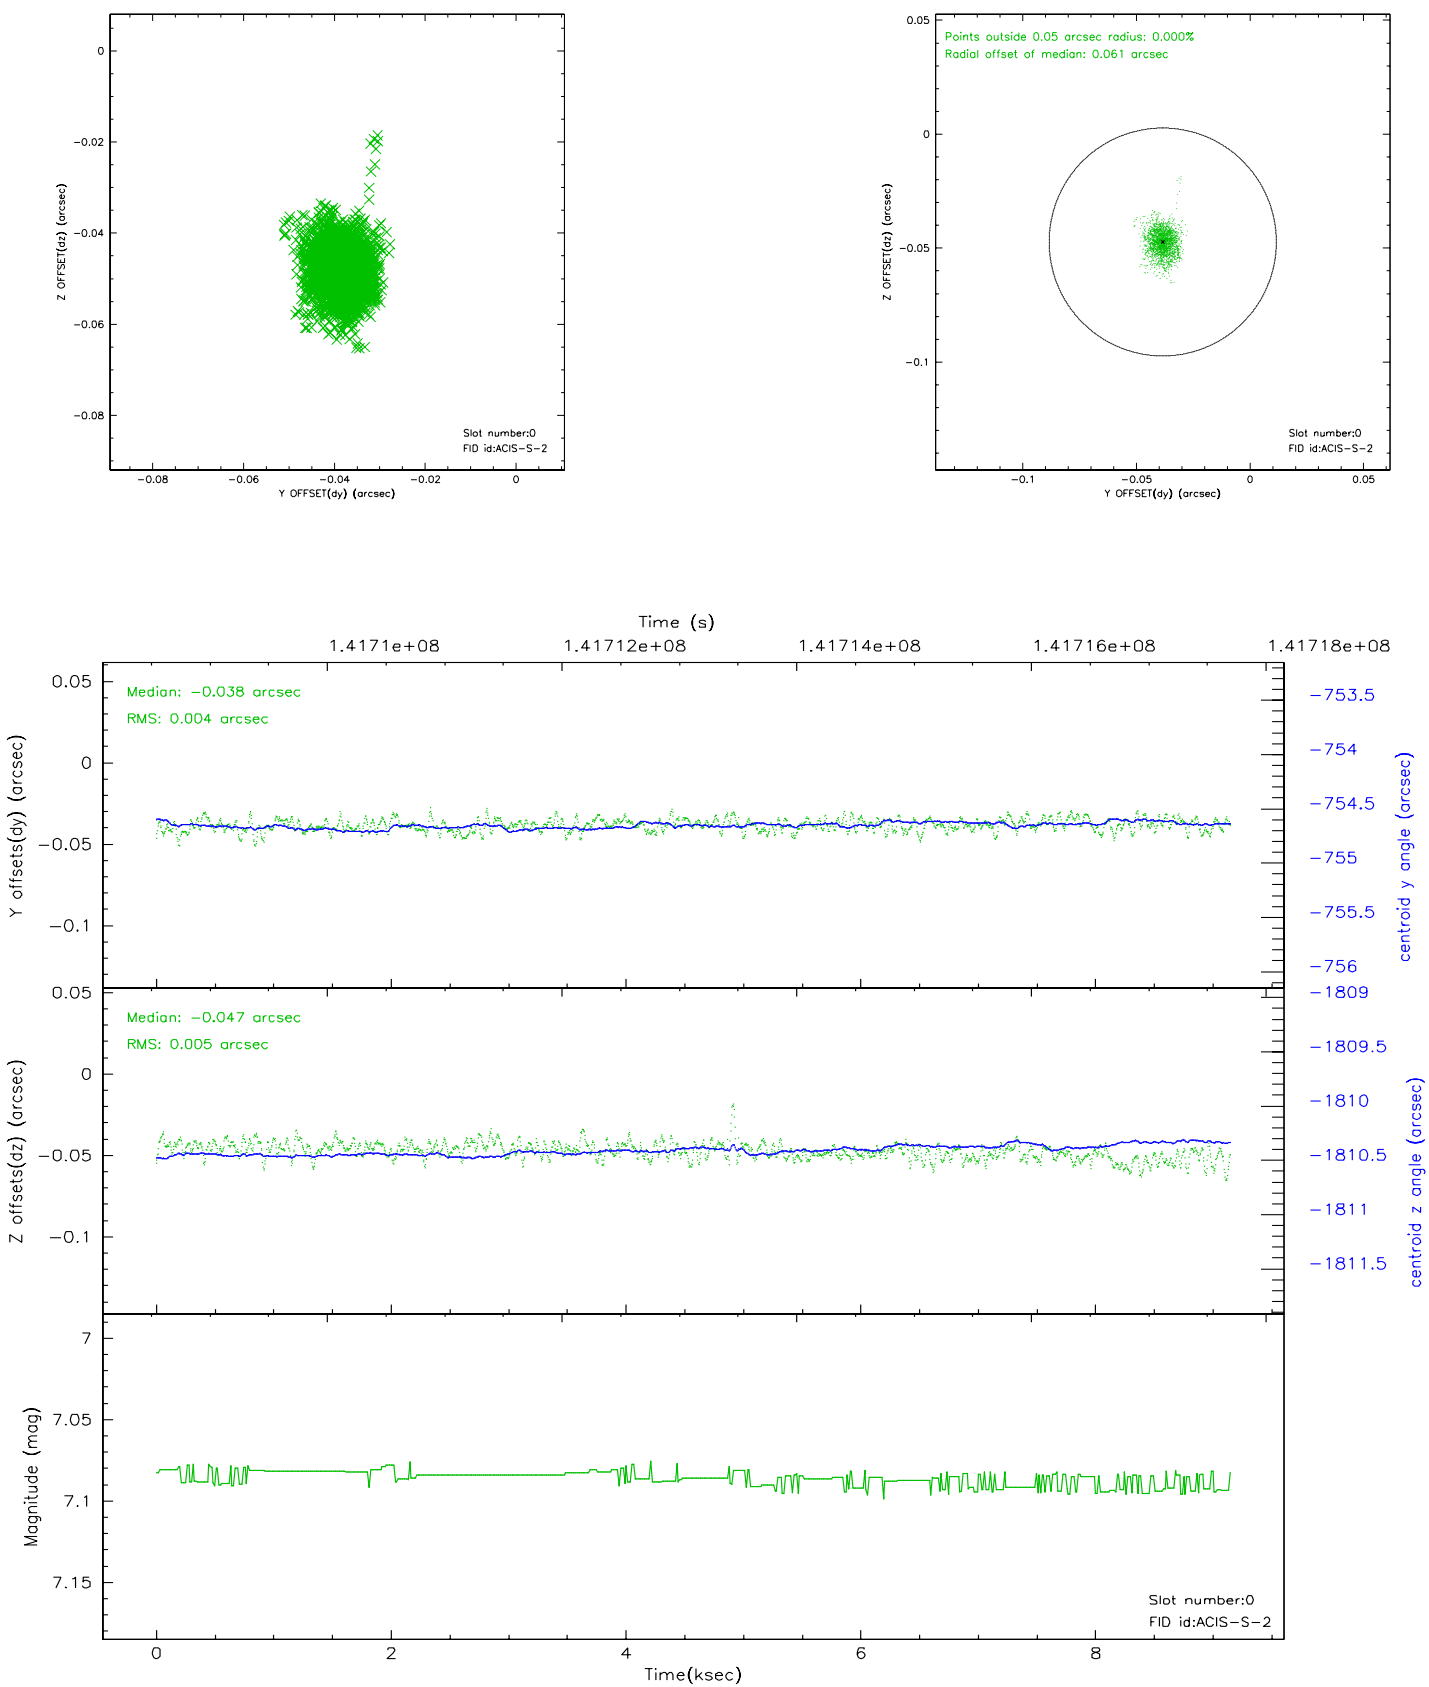 0
-0.02
-0.04
-0.06
-0.08
Z OFFSET(dz) (arcsec)
Slot number:0
FID id:ACIS-S-2
-0.08 -0.06 -0.04 -0.02 0
Y OFFSET(dy) (arcsec)
0.05
0
-0.05
-0.1
Z OFFSET(dz) (arcsec)
Points outside 0.05 arcsec radius: 0.000%
Radial offset of median: 0.061 arcsec
Slot number:0
FID id:ACIS-S-2
-0.1 -0.05 0 0.05
Y OFFSET(dy) (arcsec)
Time (s)
1.4171e+08 1.41712e+08 1.41714e+08 1.41716e+08 1.41718e+08
0.05
0
-0.05
-0.1
Y offsets(dy) (arcsec)
Median: -0.038 arcsec
RMS: 0.004 arcsec
-753.5
-754
-754.5
-755
-755.5
-756
centroid y angle (arcsec)
0.05
0
-0.05
-0.1
Z offsets(dz) (arcsec)
Median: -0.047 arcsec
RMS: 0.005 arcsec
-1809
-1809.5
-1810
-1810.5
-1811
-1811.5
centroid z angle (arcsec)
7
7.05
7.1
7.15
Magnitude (mag)
Slot number:0
FID id:ACIS-S-2
0 2 4 6 8
Time(ksec)